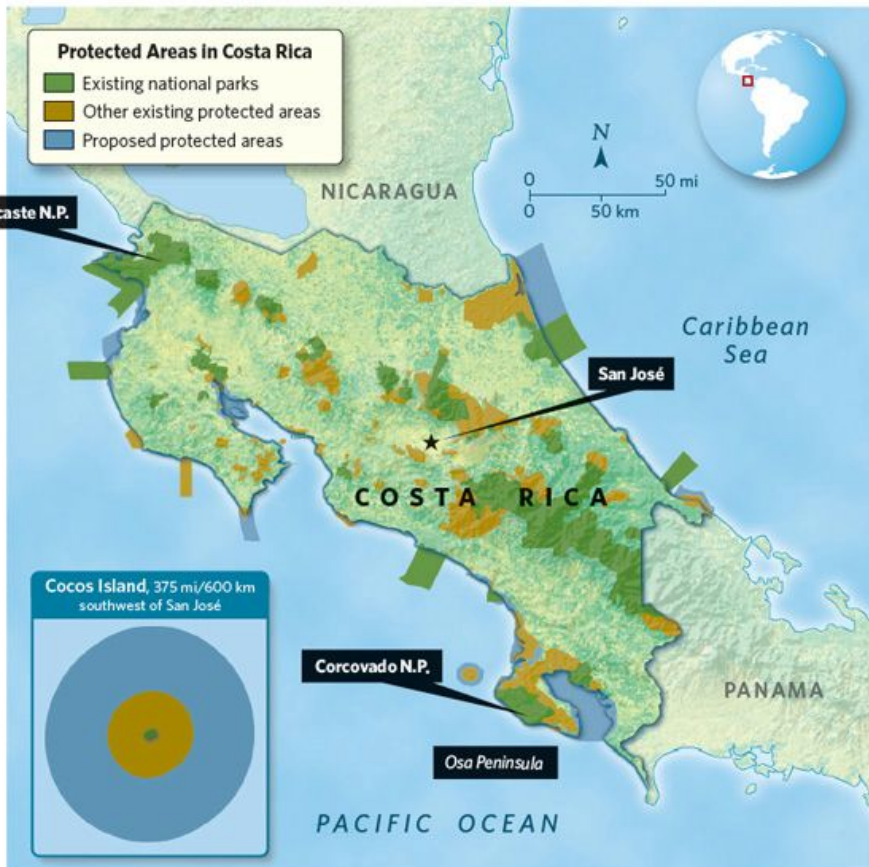 Protected Areas in Costa Rica
Existing national parks
Other existing protected areas
Proposed protected areas
N
0 50 mi
0 50 km
NICARAGUA
caste N.P.
Caribbean
Sea
San José
COSTA RICA
Cocos Island, 375 mi/600 km
southwest of San José
Corcovado N.P.
PANAMA
Osa Peninsula
PACIFIC OCEAN